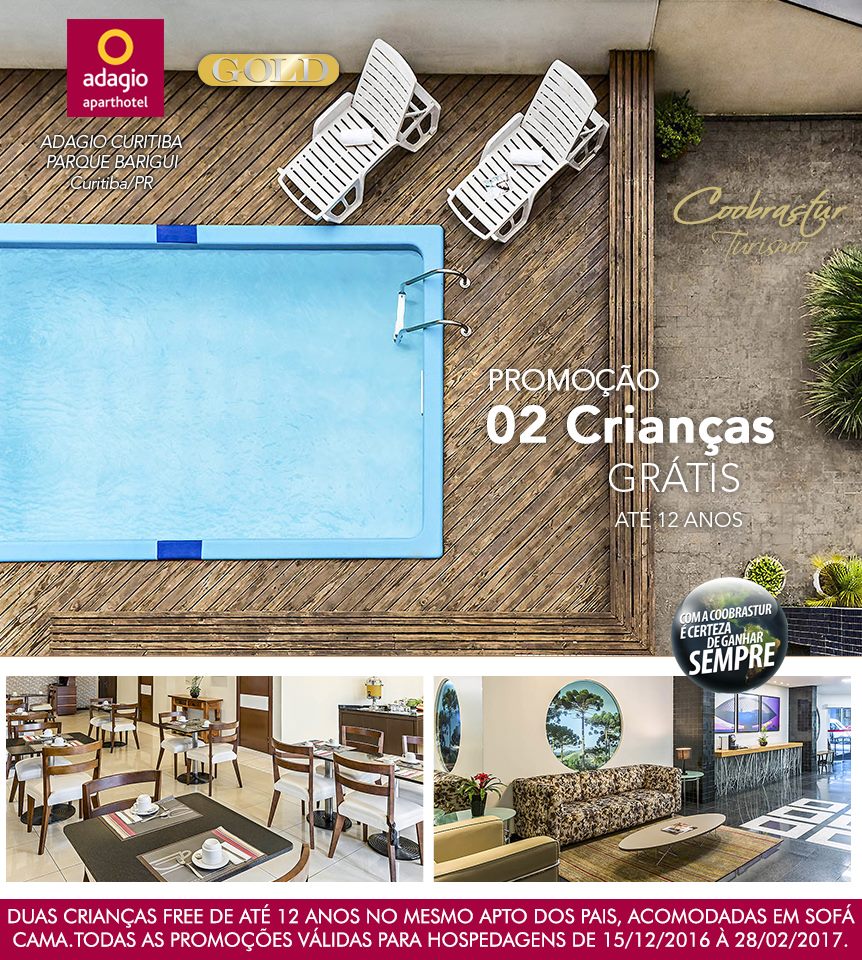 adagio
aparthotel
GOLD
ADAGIO CURITIBA
PARQUE BARIGUI
Curitiba/PR
Coobrastur
Turismo
PROMOÇÃO
02 Crianças
GRÁTIS
ATÉ 12 ANOS
COM A COOBRASTUR
É CERTEZA
DE GANHAR
SEMPRE
DUAS CRIANÇAS FREE DE ATÉ 12 ANOS NO MESMO APTO DOS PAIS, ACOMODADAS EM SOFÁ
CAMA.TODAS AS PROMOÇÕES VÁLIDAS PARA HOSPEDAGENS DE 15/12/2016 À 28/02/2017.